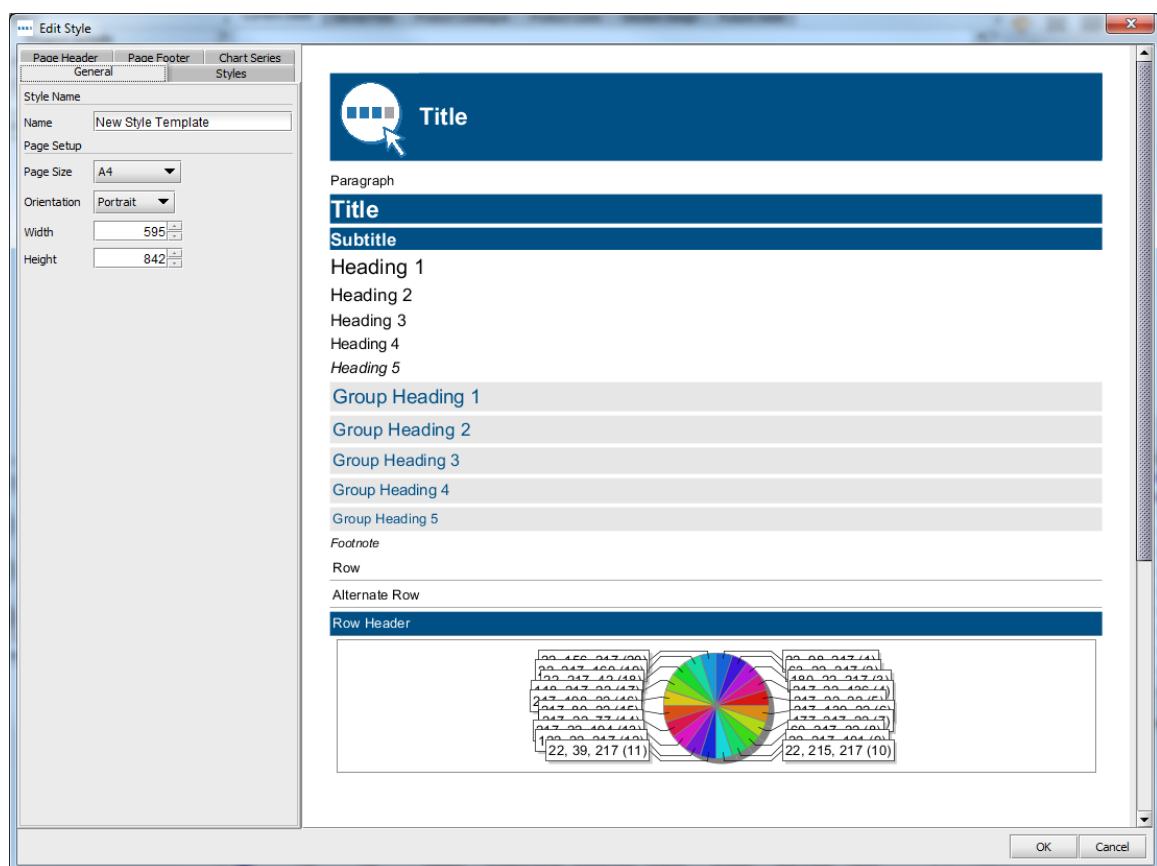 Edit Style
Page Header Page Footer Chart Series
General Styles
Style Name
Name New Style Template
Page Setup
Page Size A4
Orientation Portrait
Width 595
Height 842
Title
Paragraph
Title
Subtitle
Heading 1
Heading 2
Heading 3
Heading 4
Heading 5
Group Heading 1
Group Heading 2
Group Heading 3
Group Heading 4
Group Heading 5
Footnote
Row
Alternate Row
Row Header
22, 39, 217 (11)
22, 215, 217 (10)
OK Cancel